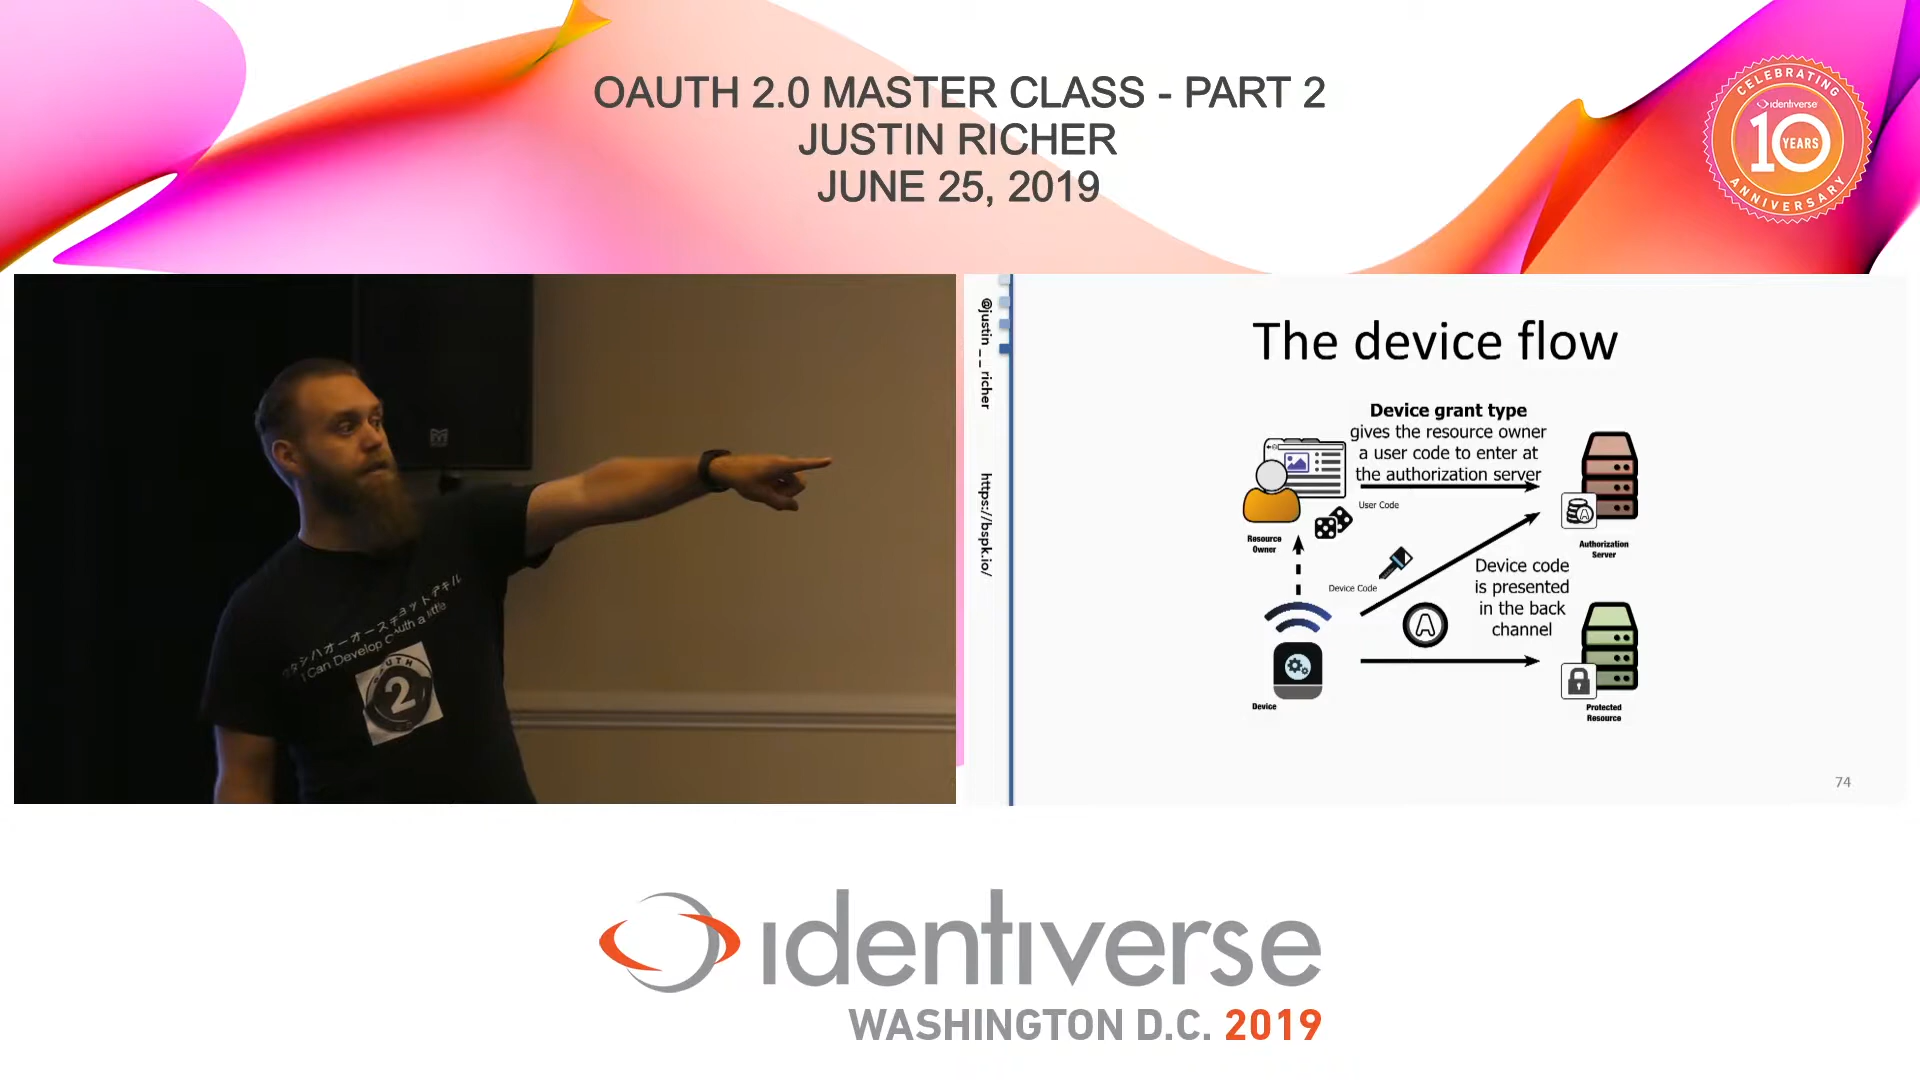 OAUTH 2.0 MASTER CLASS - PART 2
JUSTIN RICHER
JUNE 25, 2019
CELEBRATING
identiverse
10
YEARS
ANNIVERSARY
I Can Develop OAuth a little
2
@justin__richer
https://bspk.io/
The device flow
Device grant type
gives the resource owner
a user code to enter at
the authorization server
User Code
Resource
Owner
Authorization
Server
Device Code
Device code
is presented
in the back
channel
A
A
Device
Protected
Resource
74
identiverse
WASHINGTON D.C. 2019